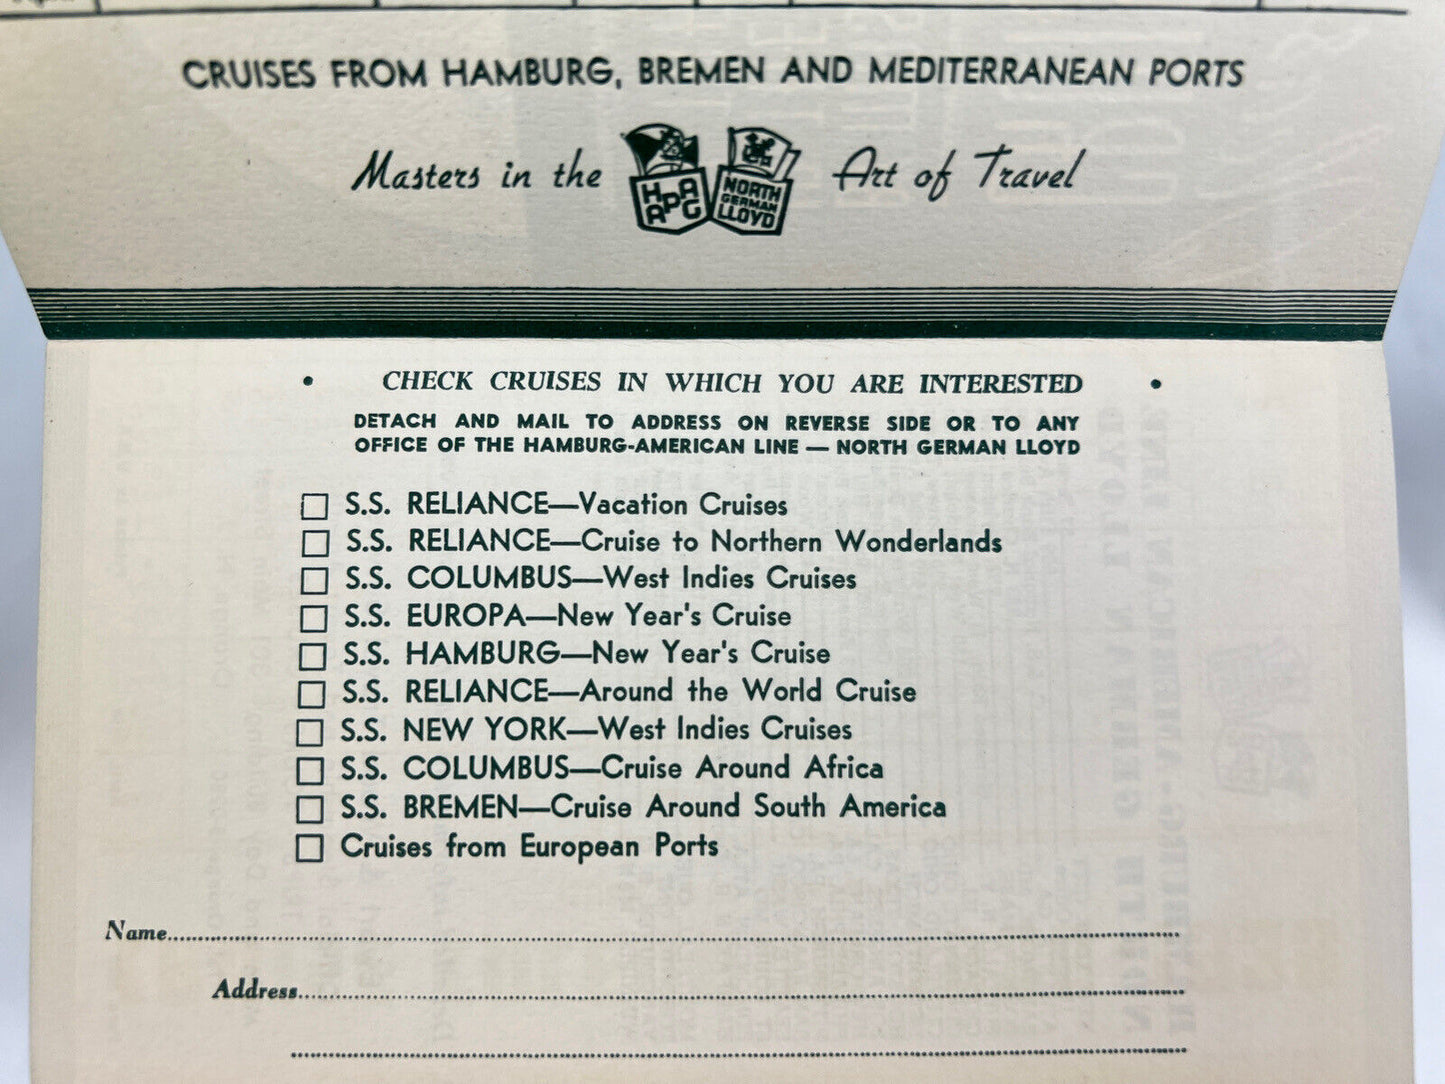 CRUISES FROM HAMBURG, BREMEN AND MEDITERRANEAN PORTS
Masters in the Art of Travel
HAPAG
NORTH GERMAN LLOYD
• CHECK CRUISES IN WHICH YOU ARE INTERESTED •
DETACH AND MAIL TO ADDRESS ON REVERSE SIDE OR TO ANY
OFFICE OF THE HAMBURG-AMERICAN LINE — NORTH GERMAN LLOYD
S.S. RELIANCE—Vacation Cruises
S.S. RELIANCE—Cruise to Northern Wonderlands
S.S. COLUMBUS—West Indies Cruises
S.S. EUROPA—New Year's Cruise
S.S. HAMBURG—New Year's Cruise
S.S. RELIANCE—Around the World Cruise
S.S. NEW YORK—West Indies Cruises
S.S. COLUMBUS—Cruise Around Africa
S.S. BREMEN—Cruise Around South America
Cruises from European Ports
Name
Address